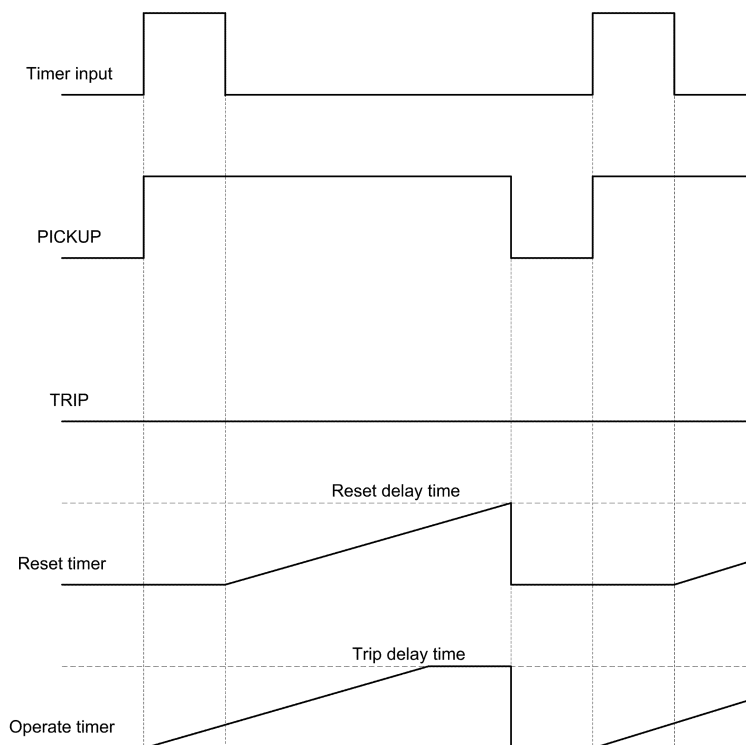 Timer input
PICKUP
TRIP
Reset delay time
Reset timer
Trip delay time
Operate timer